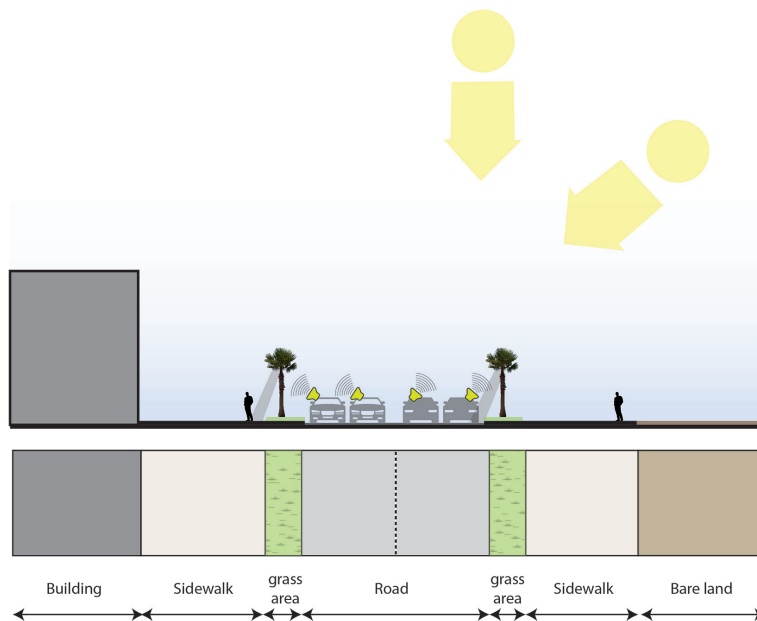 Building
Sidewalk
grass
area
Road
grass
area
Sidewalk
Bare land